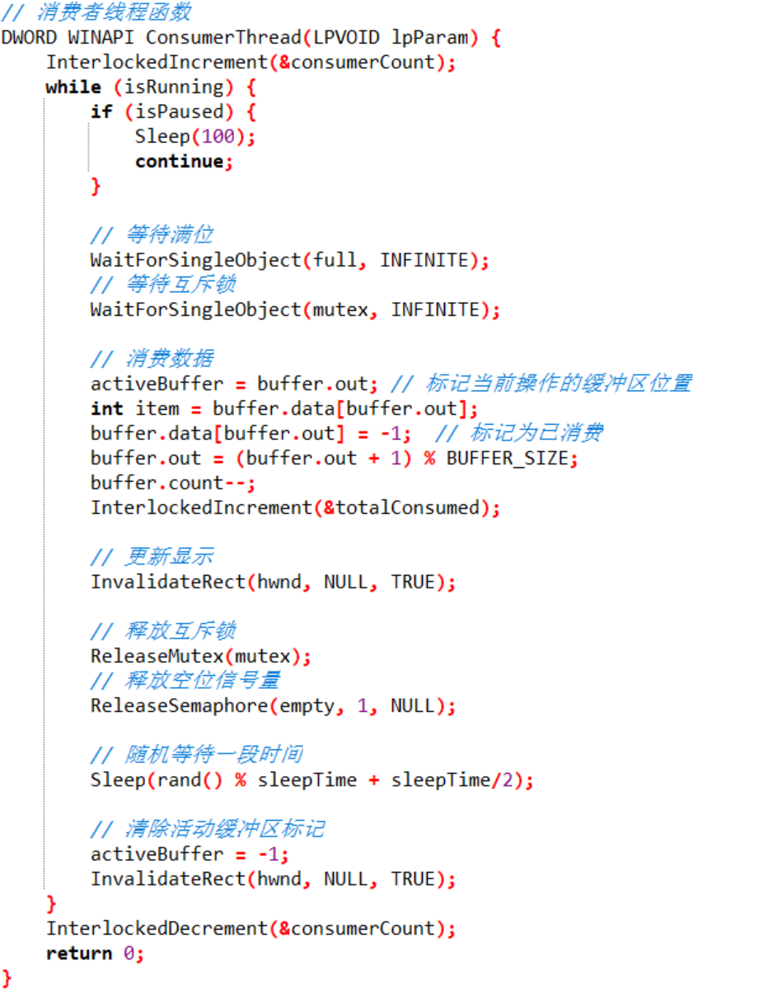 // 消费者线程函数
DWORD WINAPI ConsumerThread(LPVOID lpParam) {
    InterlockedIncrement(&consumerCount);
    while (isRunning) {
        if (isPaused) {
            Sleep(100);
            continue;
        }

        // 等待满位
        WaitForSingleObject(full, INFINITE);
        // 等待互斥锁
        WaitForSingleObject(mutex, INFINITE);

        // 消费数据
        activeBuffer = buffer.out; // 标记当前操作的缓冲区位置
        int item = buffer.data[buffer.out];
        buffer.data[buffer.out] = -1;  // 标记为已消费
        buffer.out = (buffer.out + 1) % BUFFER_SIZE;
        buffer.count--;
        InterlockedIncrement(&totalConsumed);

        // 更新显示
        InvalidateRect(hwnd, NULL, TRUE);

        // 释放互斥锁
        ReleaseMutex(mutex);
        // 释放空位信号量
        ReleaseSemaphore(empty, 1, NULL);

        // 随机等待一段时间
        Sleep(rand() % sleepTime + sleepTime/2);

        // 清除活动缓冲区标记
        activeBuffer = -1;
        InvalidateRect(hwnd, NULL, TRUE);
    }
    InterlockedDecrement(&consumerCount);
    return 0;
}